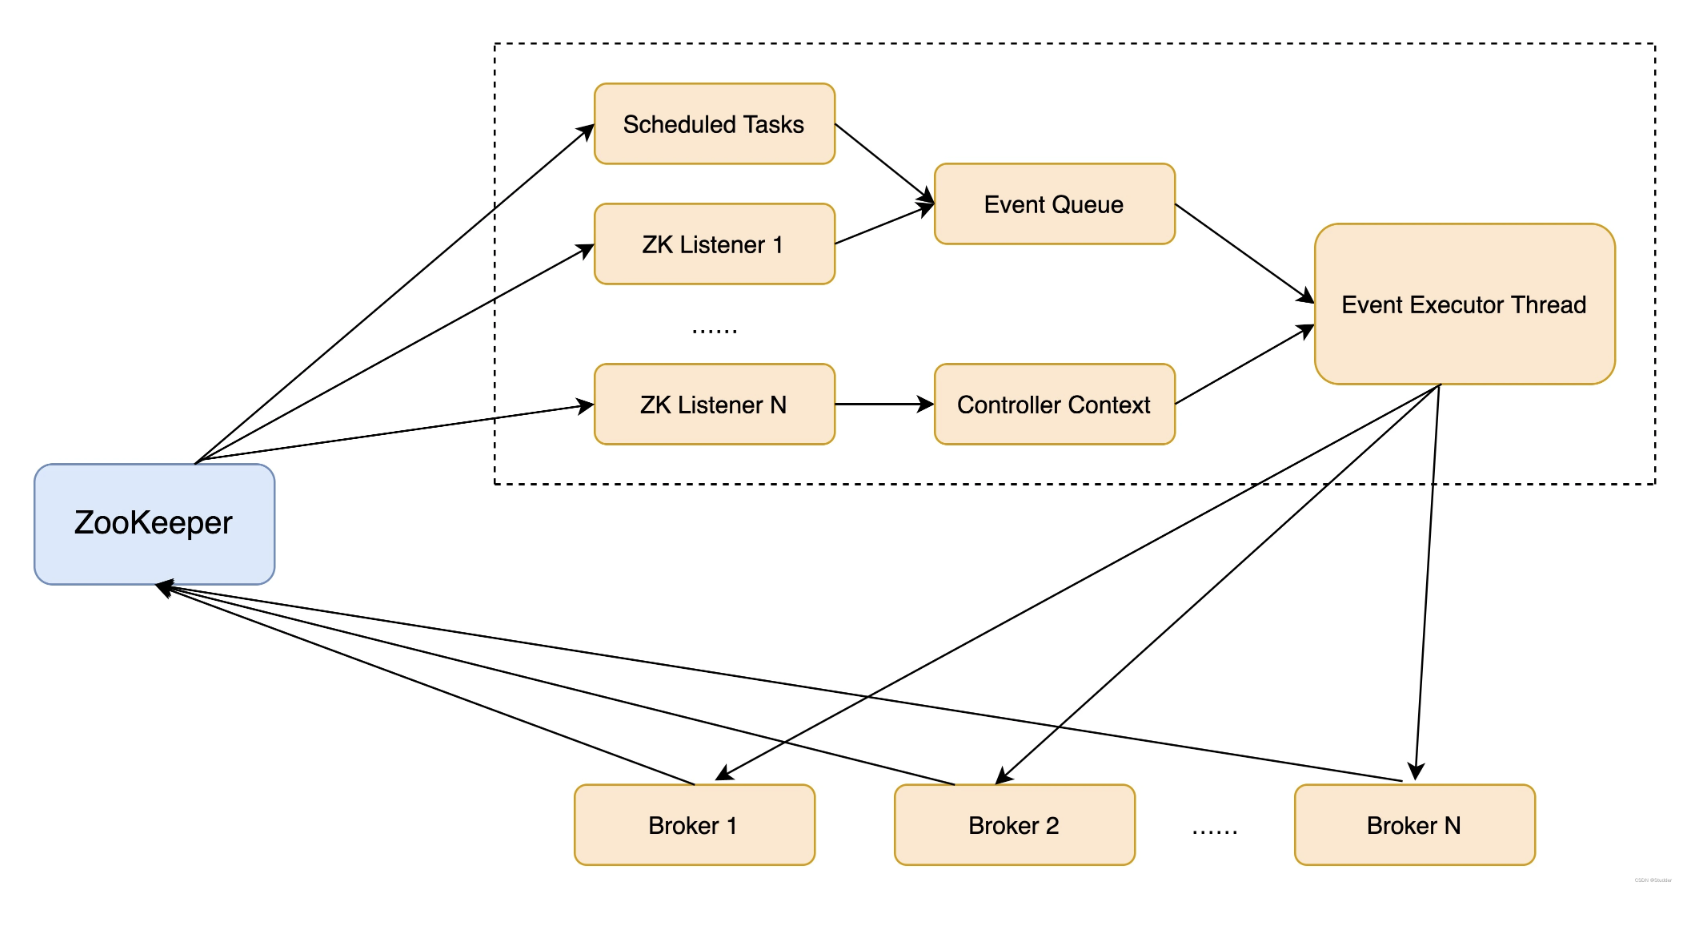 Scheduled Tasks
Event Queue
ZK Listener 1
Event Executor Thread
......
ZK Listener N
Controller Context
ZooKeeper
Broker 1
Broker 2
......
Broker N